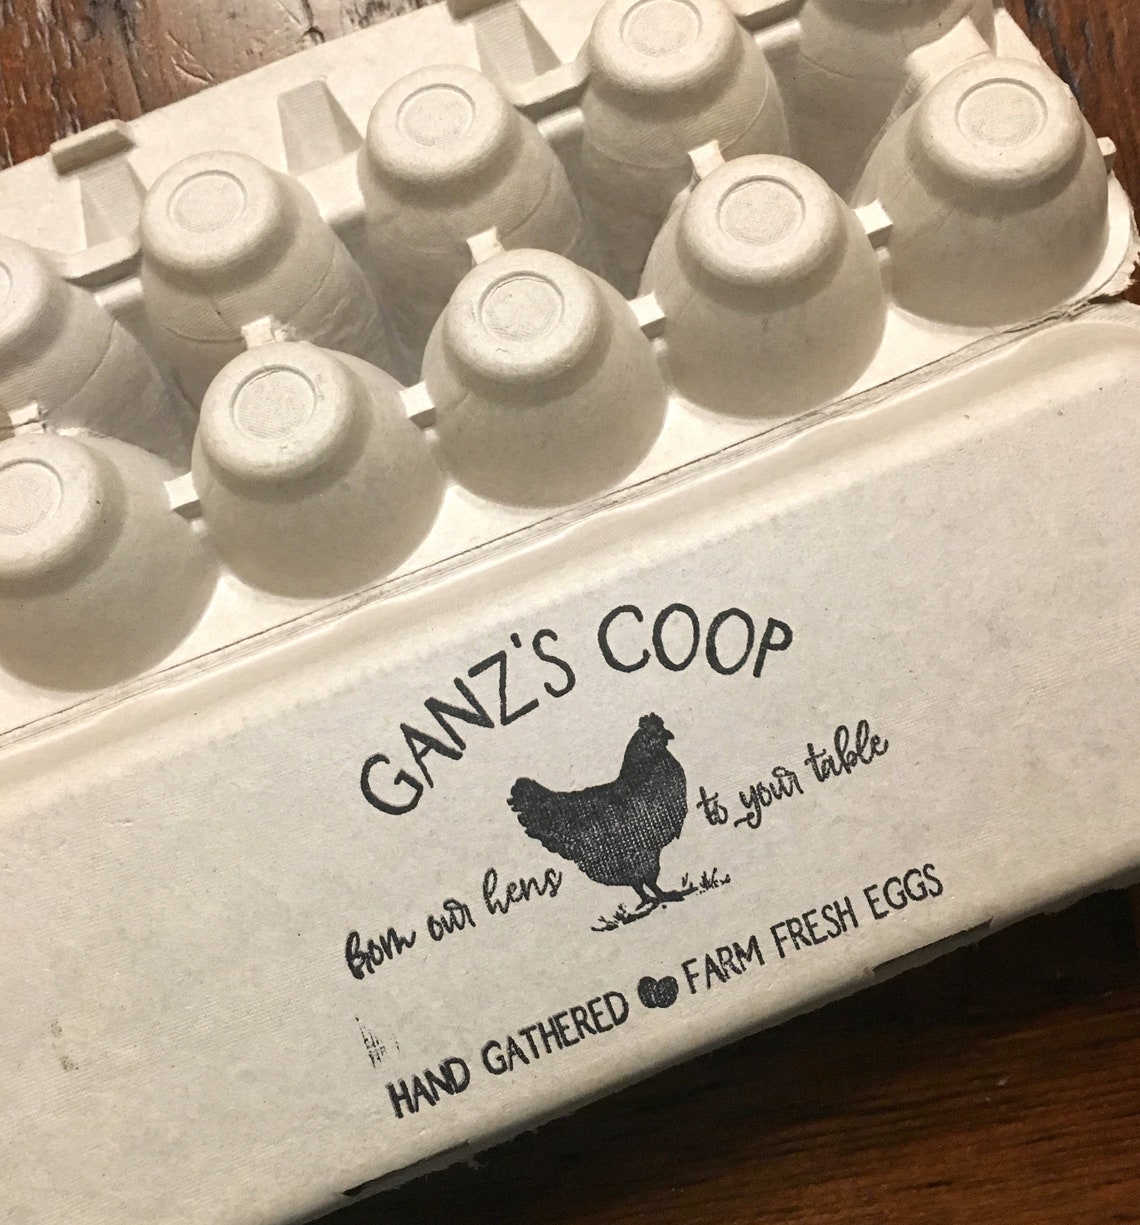 GANZ'S COOP
from our hens to your table
HAND GATHERED ♥ FARM FRESH EGGS